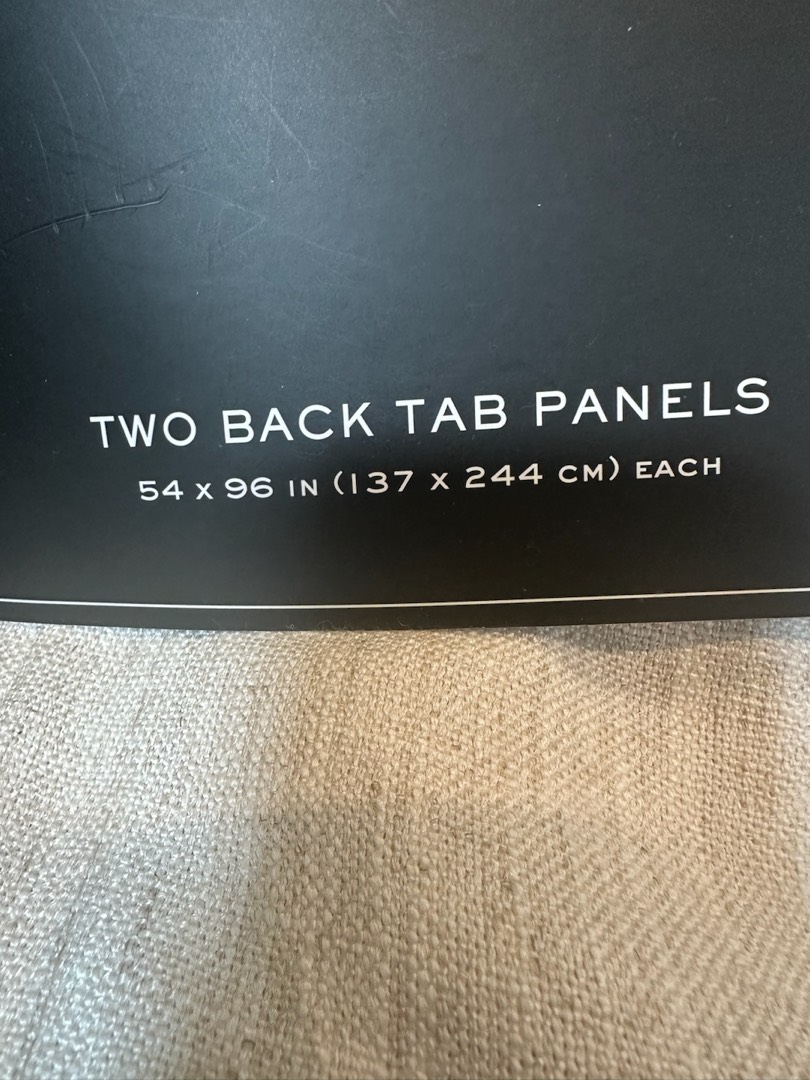 TWO BACK TAB PANELS
54 x 96 IN (137 x 244 CM) EACH